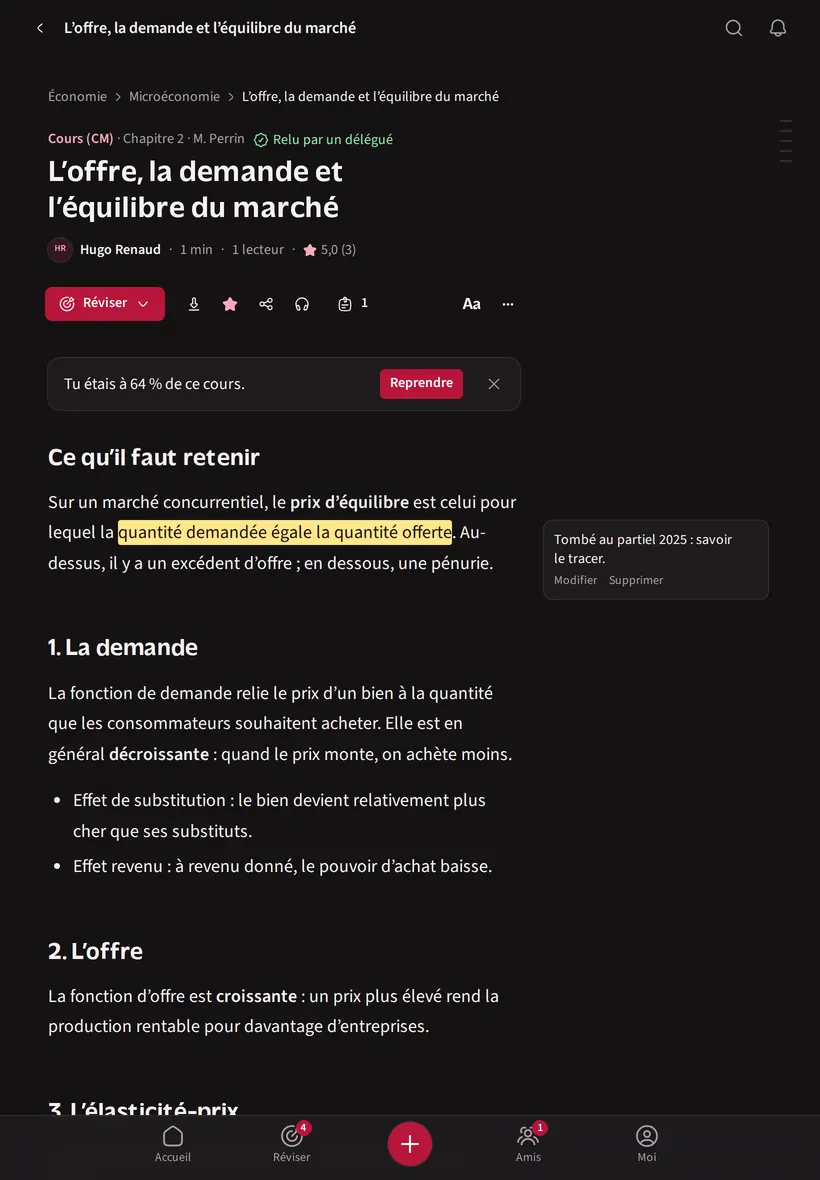 L’offre, la demande et l’équilibre du marché
Économie > Microéconomie > L’offre, la demande et l’équilibre du marché
Cours (CM) · Chapitre 2 · M. Perrin Relu par un délégué
L’offre, la demande et
l’équilibre du marché
HR Hugo Renaud · 1 min · 1 lecteur · 5,0 (3)
Réviser 1 Aa ···
Tu étais à 64 % de ce cours. Reprendre
Ce qu’il faut retenir
Sur un marché concurrentiel, le prix d’équilibre est celui pour
lequel la quantité demandée égale la quantité offerte. Au-
dessus, il y a un excédent d’offre ; en dessous, une pénurie.
Tombé au partiel 2025 : savoir
le tracer.
Modifier Supprimer
1. La demande
La fonction de demande relie le prix d’un bien à la quantité
que les consommateurs souhaitent acheter. Elle est en
général décroissante : quand le prix monte, on achète moins.
• Effet de substitution : le bien devient relativement plus
cher que ses substituts.
• Effet revenu : à revenu donné, le pouvoir d’achat baisse.
2. L’offre
La fonction d’offre est croissante : un prix plus élevé rend la
production rentable pour davantage d’entreprises.
3. L’élasticité-prix
4 1
Accueil Réviser Amis Moi